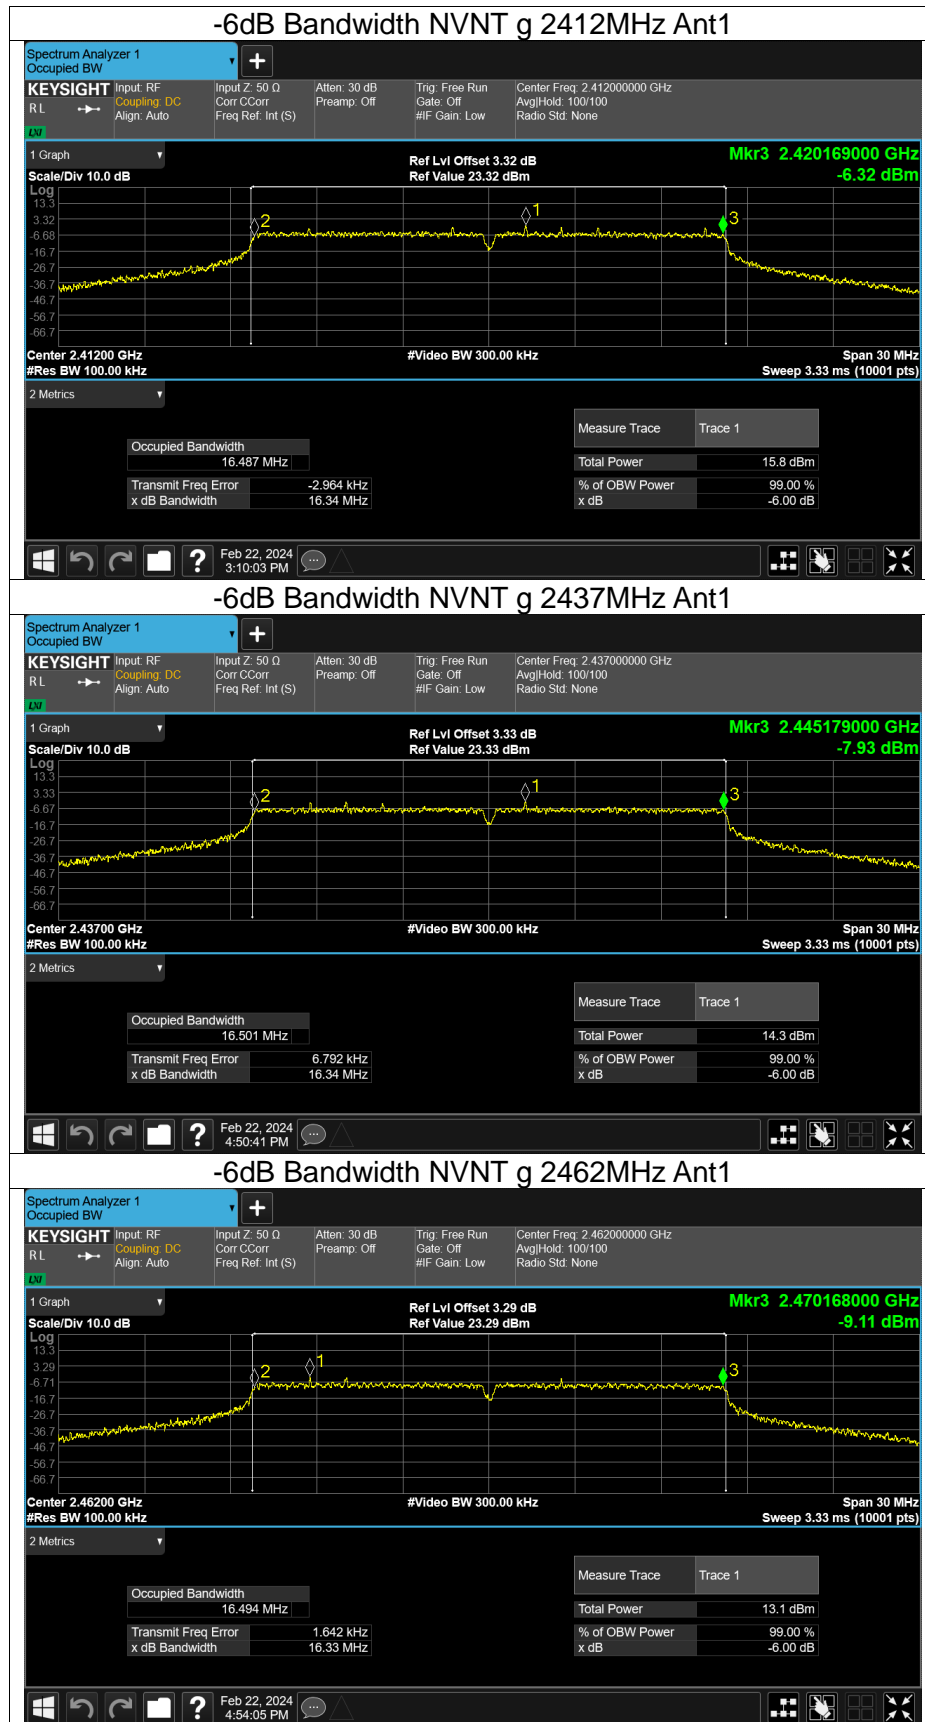 -6dB Bandwidth NVNT g 2412MHz Ant1
Spectrum Analyzer 1
Occupied BW
+
KEYSIGHT Input: RF Input Z: 50 Ω Atten: 30 dB Trig: Free Run Center Freq: 2.412000000 GHz
RL Coupling: DC Corr CCorr Preamp: Off Gate: Off Avg|Hold: 100/100
Align: Auto Freq Ref: Int (S) #IF Gain: Low Radio Std: None
LXI
1 Graph Ref Lvl Offset 3.32 dB Mkr3 2.420169000 GHz
Scale/Div 10.0 dB Ref Value 23.32 dBm -6.32 dBm
Log
13.3
3.32
-6.68
-16.7
-26.7
-36.7
-46.7
-56.7
-66.7
2
1
3
Center 2.41200 GHz #Video BW 300.00 kHz Span 30 MHz
#Res BW 100.00 kHz Sweep 3.33 ms (10001 pts)
2 Metrics
Measure Trace Trace 1
Occupied Bandwidth
16.487 MHz Total Power 15.8 dBm
Transmit Freq Error -2.964 kHz % of OBW Power 99.00 %
x dB Bandwidth 16.34 MHz x dB -6.00 dB
? Feb 22, 2024
3:10:03 PM
-6dB Bandwidth NVNT g 2437MHz Ant1
Spectrum Analyzer 1
Occupied BW
+
KEYSIGHT Input: RF Input Z: 50 Ω Atten: 30 dB Trig: Free Run Center Freq: 2.437000000 GHz
RL Coupling: DC Corr CCorr Preamp: Off Gate: Off Avg|Hold: 100/100
Align: Auto Freq Ref: Int (S) #IF Gain: Low Radio Std: None
LXI
1 Graph Ref Lvl Offset 3.33 dB Mkr3 2.445179000 GHz
Scale/Div 10.0 dB Ref Value 23.33 dBm -7.93 dBm
Log
13.3
3.33
-6.67
-16.7
-26.7
-36.7
-46.7
-56.7
-66.7
2
1
3
Center 2.43700 GHz #Video BW 300.00 kHz Span 30 MHz
#Res BW 100.00 kHz Sweep 3.33 ms (10001 pts)
2 Metrics
Measure Trace Trace 1
Occupied Bandwidth
16.501 MHz Total Power 14.3 dBm
Transmit Freq Error 6.792 kHz % of OBW Power 99.00 %
x dB Bandwidth 16.34 MHz x dB -6.00 dB
? Feb 22, 2024
4:50:41 PM
-6dB Bandwidth NVNT g 2462MHz Ant1
Spectrum Analyzer 1
Occupied BW
+
KEYSIGHT Input: RF Input Z: 50 Ω Atten: 30 dB Trig: Free Run Center Freq: 2.462000000 GHz
RL Coupling: DC Corr CCorr Preamp: Off Gate: Off Avg|Hold: 100/100
Align: Auto Freq Ref: Int (S) #IF Gain: Low Radio Std: None
LXI
1 Graph Ref Lvl Offset 3.29 dB Mkr3 2.470168000 GHz
Scale/Div 10.0 dB Ref Value 23.29 dBm -9.11 dBm
Log
13.3
3.29
-6.71
-16.7
-26.7
-36.7
-46.7
-56.7
-66.7
2
1
3
Center 2.46200 GHz #Video BW 300.00 kHz Span 30 MHz
#Res BW 100.00 kHz Sweep 3.33 ms (10001 pts)
2 Metrics
Measure Trace Trace 1
Occupied Bandwidth
16.494 MHz Total Power 13.1 dBm
Transmit Freq Error 1.642 kHz % of OBW Power 99.00 %
x dB Bandwidth 16.33 MHz x dB -6.00 dB
? Feb 22, 2024
4:54:05 PM